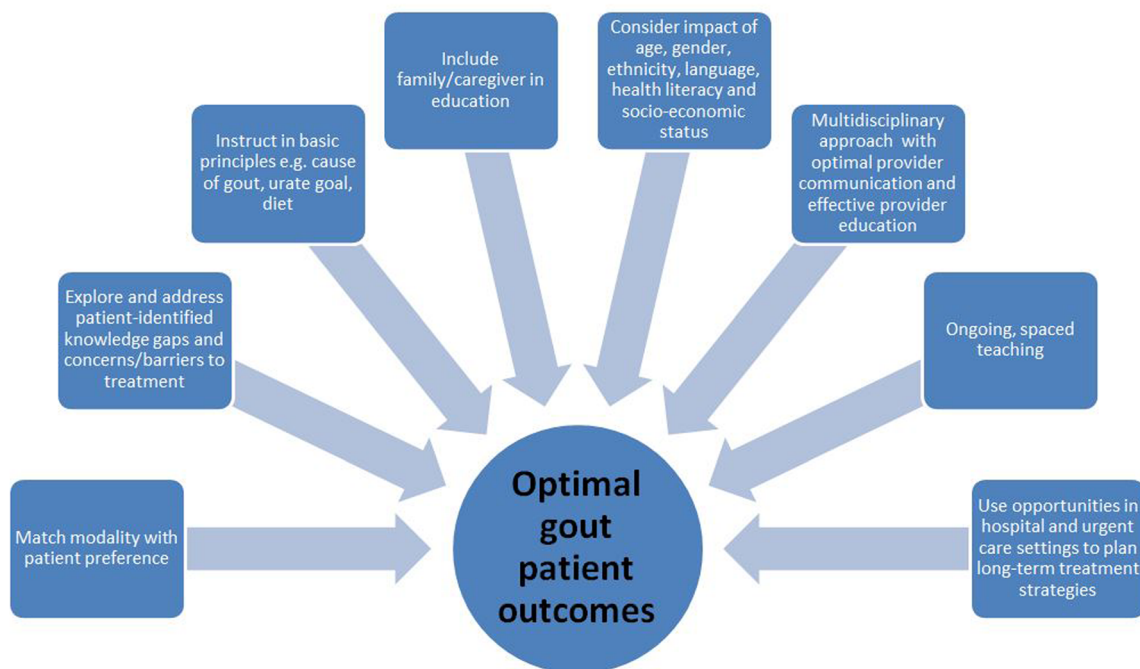 Consider impact of
age, gender,
ethnicity, language,
health literacy and
socio-economic
status
Include
family/caregiver in
education
Multidisciplinary
approach with
optimal provider
communication and
effective provider
education
Instruct in basic
principles e.g. cause
of gout, urate goal,
diet
Explore and address
patient-identified
knowledge gaps and
concerns/barriers to
treatment
Ongoing, spaced
teaching
Match modality with
patient preference
Use opportunities in
hospital and urgent
care settings to plan
long-term treatment
strategies
Optimal
gout
patient
outcomes